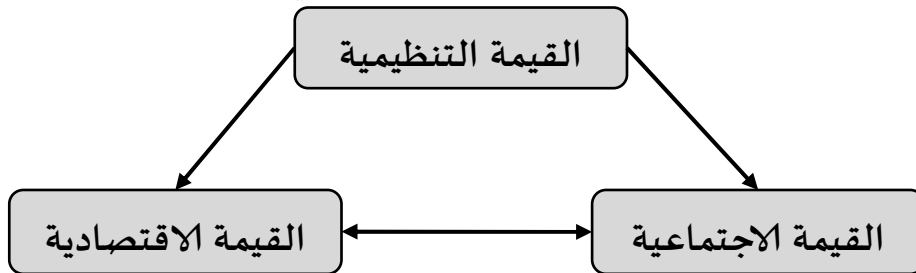 القيمة التنظيمية
القيمة الاجتماعية
القيمة الاقتصادية